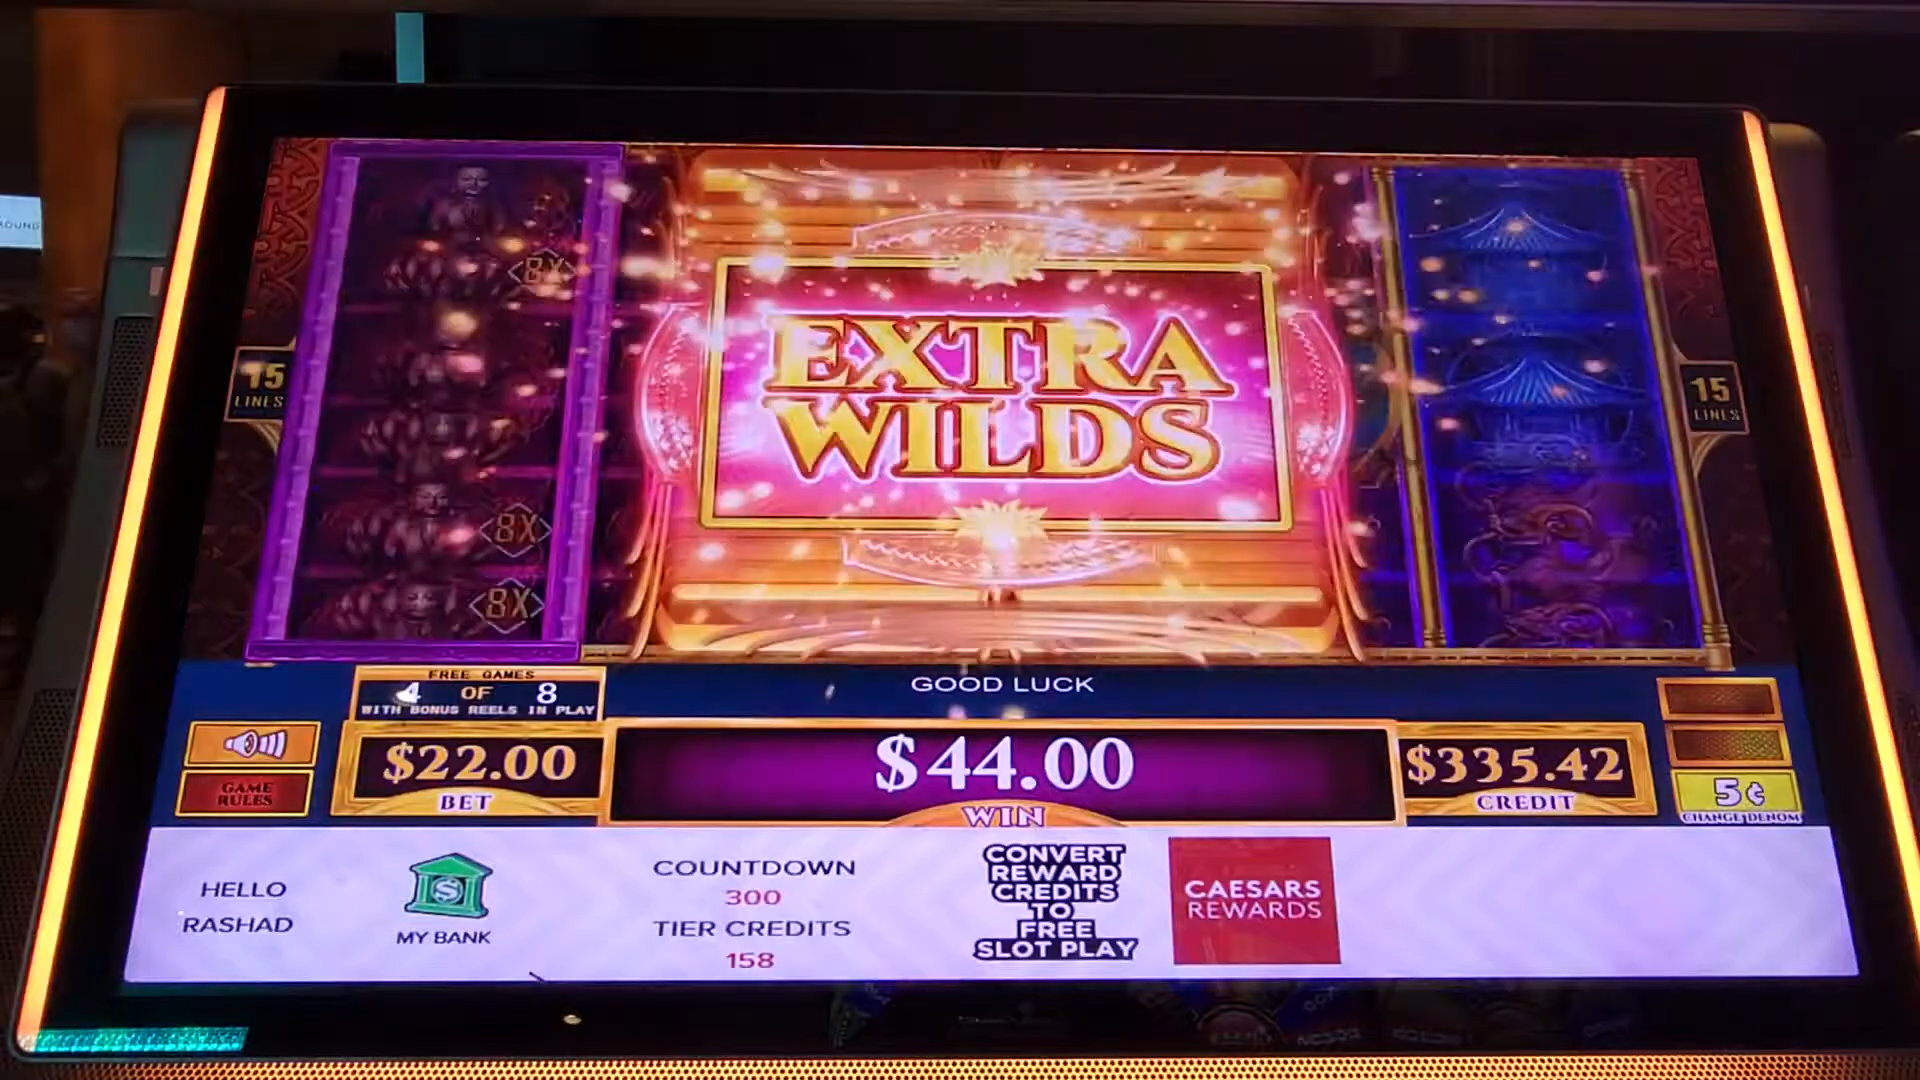 ROUND
8X
EXTRA
WILDS
8X
8X
15
LINES
15
LINES
FREE GAMES
4 OF 8
WITH BONUS REELS IN PLAY
GOOD LUCK
$22.00
BET
$44.00
WIN
$335.42
CREDIT
GAME
RULES
5¢
CHANGE DENOM
HELLO
RASHAD
MY BANK
COUNTDOWN
300
TIER CREDITS
158
CONVERT
REWARD
CREDITS
TO
FREE
SLOT PLAY
CAESARS
REWARDS